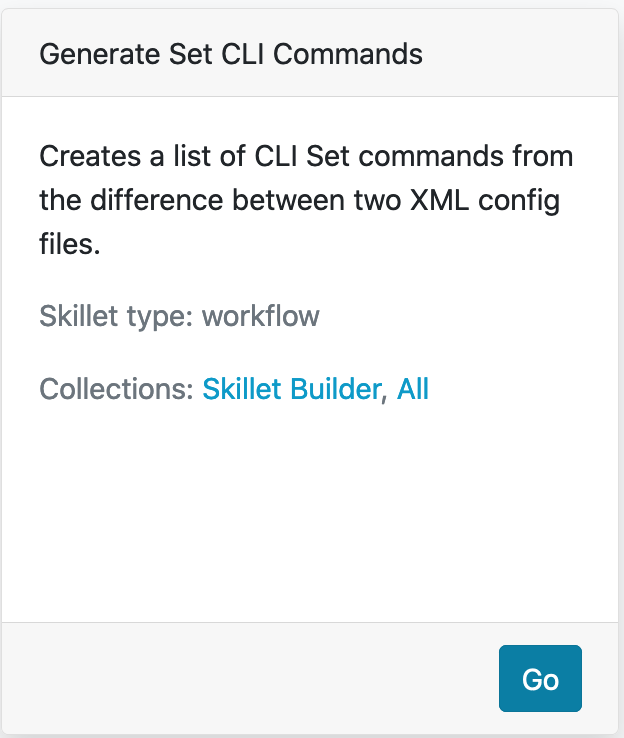 Generate Set CLI Commands
Creates a list of CLI Set commands from
the difference between two XML config
files.
Skillet type: workflow
Collections: Skillet Builder, All
Go